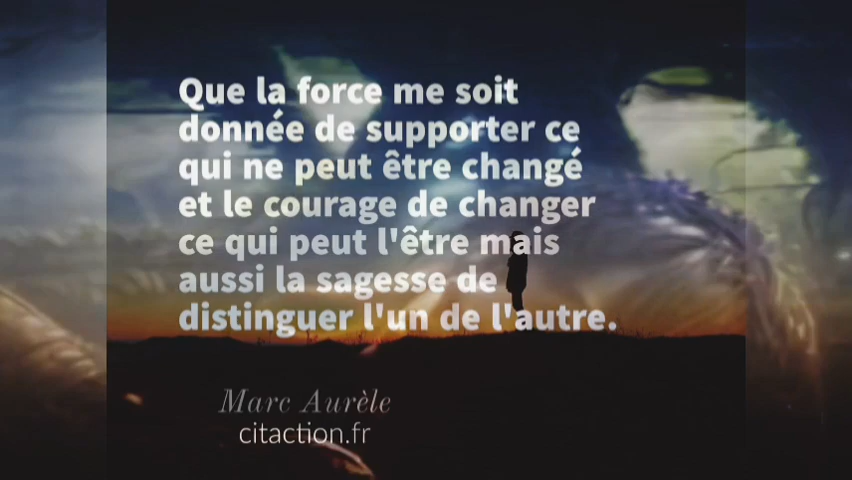 Que la force me soit
donnée de supporter ce
qui ne peut être changé
et le courage de changer
ce qui peut l'être mais
aussi la sagesse de
distinguer l'un de l'autre.
Marc Aurèle
citaction.fr